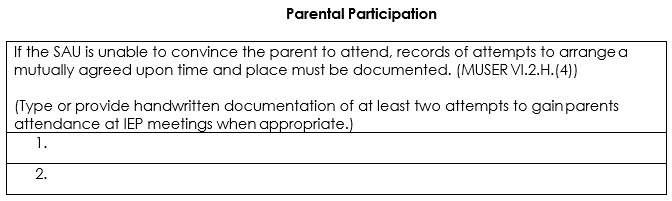 Parental Participation
If the SAU is unable to convince the parent to attend, records of attempts to arrange a
mutually agreed upon time and place must be documented. (MUSER VI.2.H.(4))
(Type or provide handwritten documentation of at least two attempts to gain parents
attendance at IEP meetings when appropriate.)
1.
2.